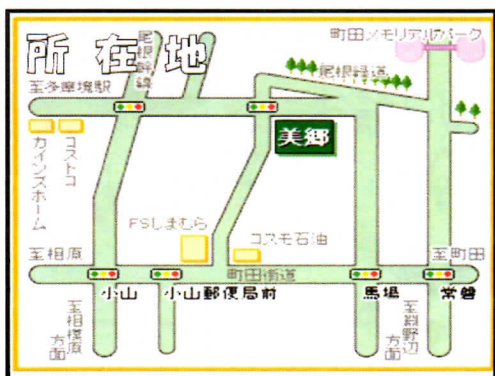 所在地
尾根幹線
町田メモリアルパーク
至多摩境駅
尾根緑道
カインズホーム
コストコ
美郷
FSしまむら
コスモ石油
至相原
町田街道
至町田
小山
小山郵便局前
馬場
常磐
至相模原方面
至淵野辺方面